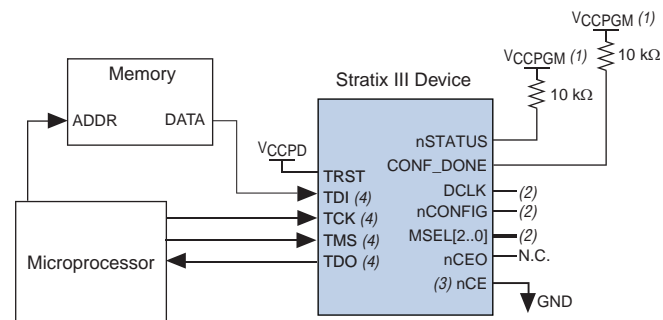 VCCPGM (1)
VCCPGM (1)
10 kΩ
Memory
Stratix III Device
10 kΩ
ADDR
DATA
nSTATUS
VCCPD
CONF_DONE
TRST
DCLK
(2)
TDI (4)
nCONFIG
(2)
TCK (4)
MSEL[2..0]
(2)
TMS (4)
Microprocessor
nCEO
N.C.
TDO (4)
(3) nCE
GND